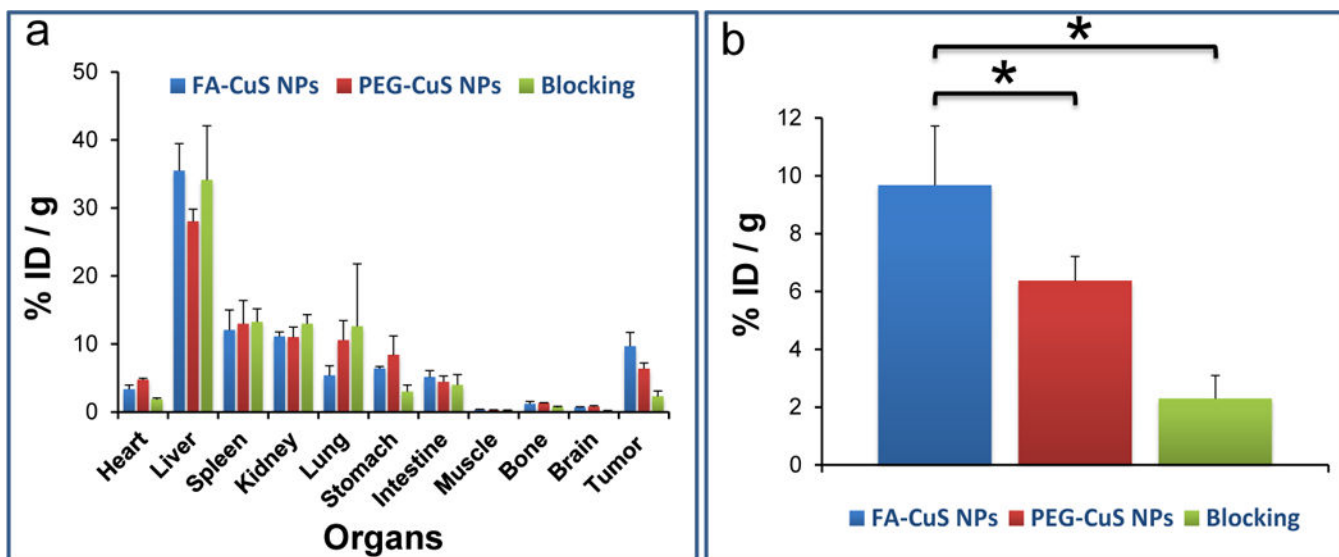 a
50
40
30
20
10
0
% ID / g
FA-CuS NPs PEG-CuS NPs Blocking
Heart Liver Spleen Kidney Lung Stomach Intestine Muscle Bone Brain Tumor
Organs
b
*
*
12
10
8
6
4
2
0
% ID / g
FA-CuS NPs PEG-CuS NPs Blocking